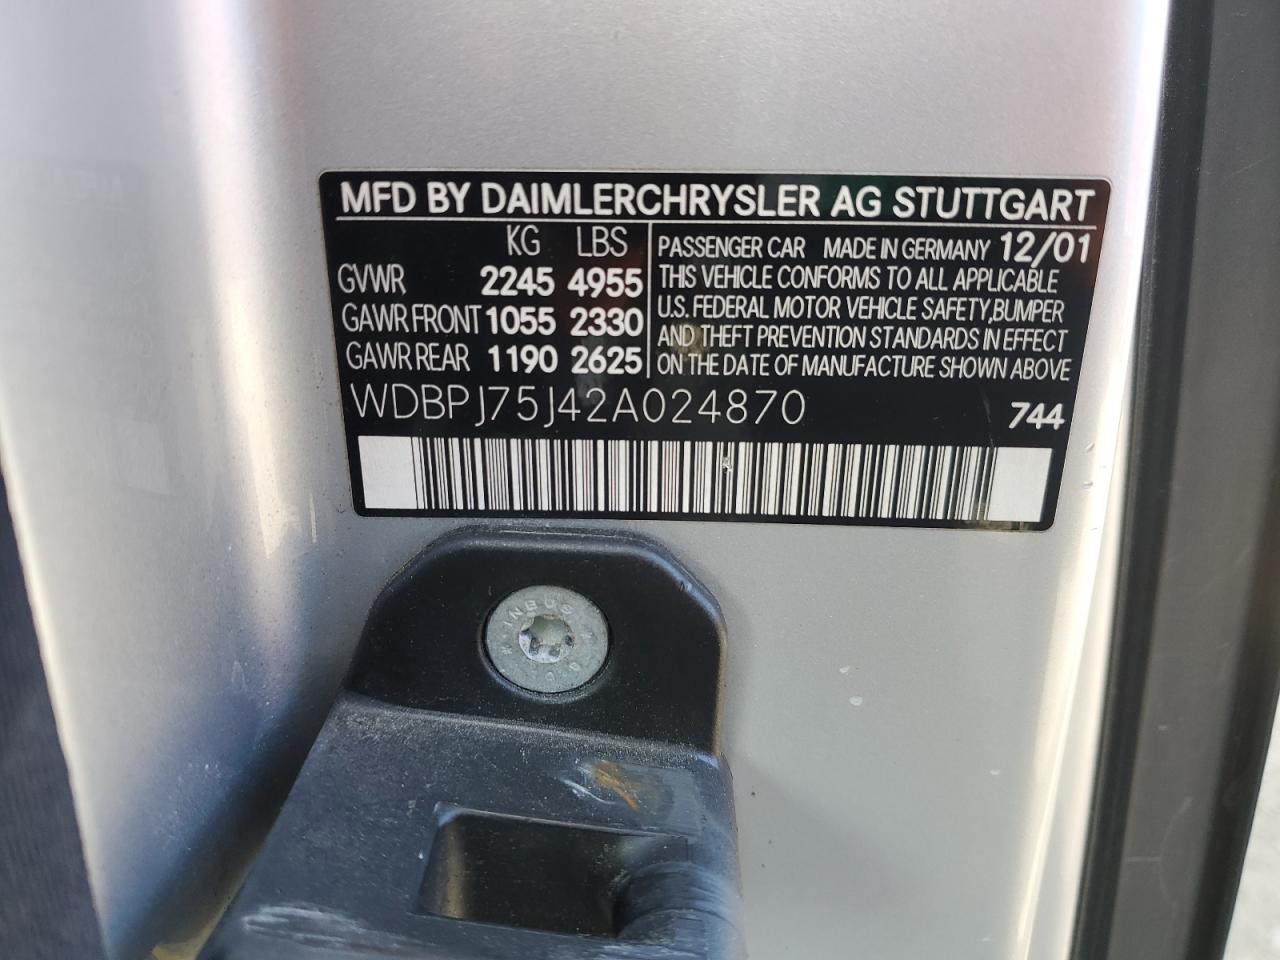 MFD BY DAIMLERCHRYSLER AG STUTTGART
KG LBS
GVWR 2245 4955
GAWR FRONT 1055 2330
GAWR REAR 1190 2625
PASSENGER CAR MADE IN GERMANY 12/01
THIS VEHICLE CONFORMS TO ALL APPLICABLE
U.S. FEDERAL MOTOR VEHICLE SAFETY,BUMPER
AND THEFT PREVENTION STANDARDS IN EFFECT
ON THE DATE OF MANUFACTURE SHOWN ABOVE
WDBPJ75J42A024870 744
INBUS